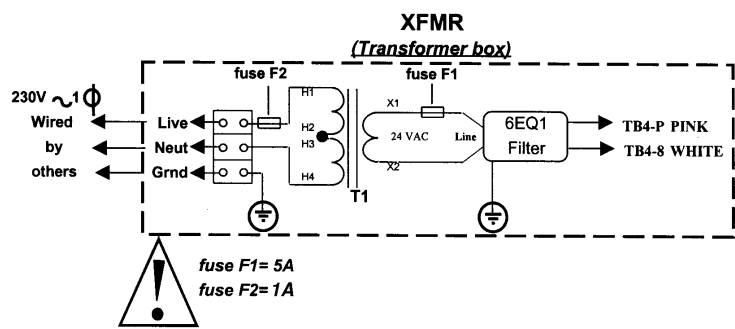 XFMR
(Transformer box)
fuse F2
fuse F1
230V ~ 1 ϕ
H1
X1
Wired
Live
6EQ1
TB4-P PINK
H2
24 VAC
Line
by
Neut
H3
Filter
TB4-8 WHITE
X2
others
Grnd
H4
T1
!
fuse F1= 5A
fuse F2= 1A